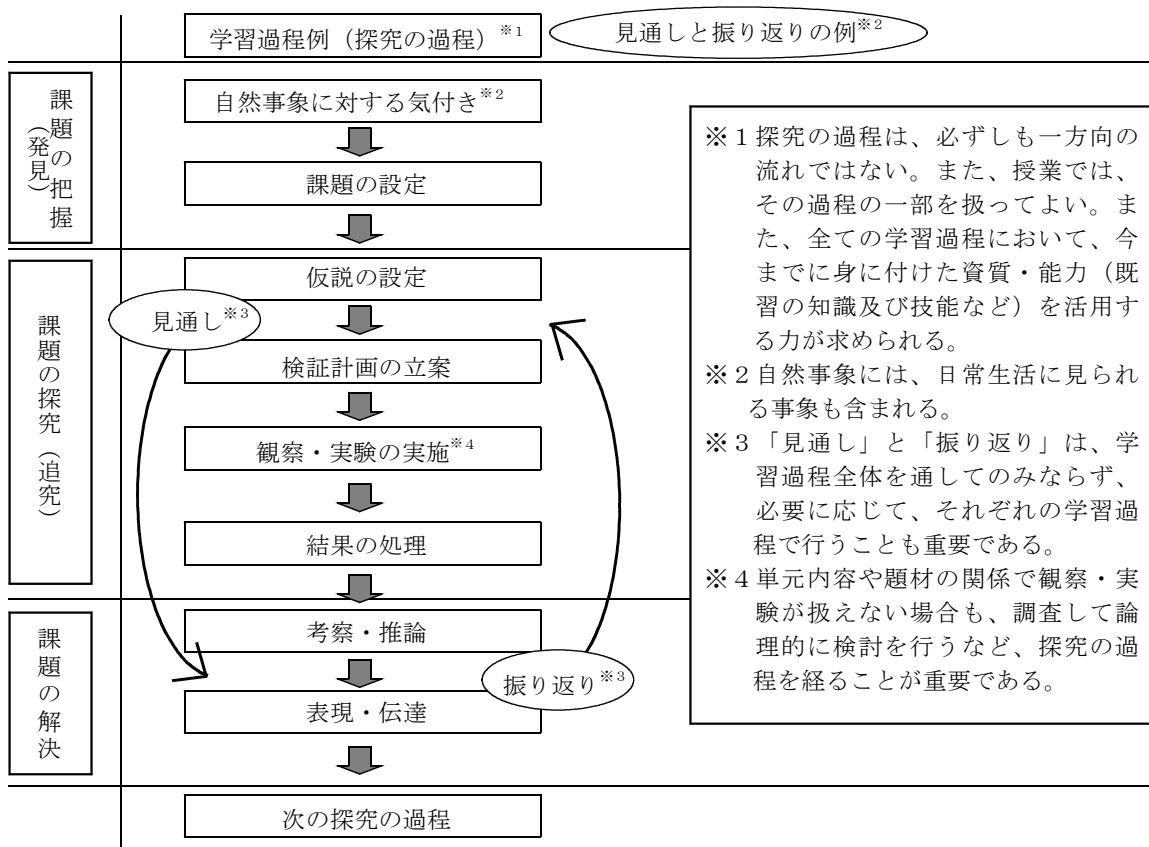 学習過程例（探究の過程）※1
見通しと振り返りの例※2
課題の把握
（発見）
自然事象に対する気付き※2
課題の設定
課題の探究（追究）
仮説の設定
見通し※3
検証計画の立案
観察・実験の実施※4
結果の処理
課題の解決
考察・推論
振り返り※3
表現・伝達
次の探究の過程
※１探究の過程は、必ずしも一方向の
流れではない。また、授業では、
その過程の一部を扱ってよい。ま
た、全ての学習過程において、今
までに身に付けた資質・能力（既
習の知識及び技能など）を活用す
る力が求められる。
※２自然事象には、日常生活に見られ
る事象も含まれる。
※３「見通し」と「振り返り」は、学
習過程全体を通してのみならず、
必要に応じて、それぞれの学習過
程で行うことも重要である。
※４単元内容や題材の関係で観察・実
験が扱えない場合も、調査して論
理的に検討を行うなど、探究の過
程を経ることが重要である。